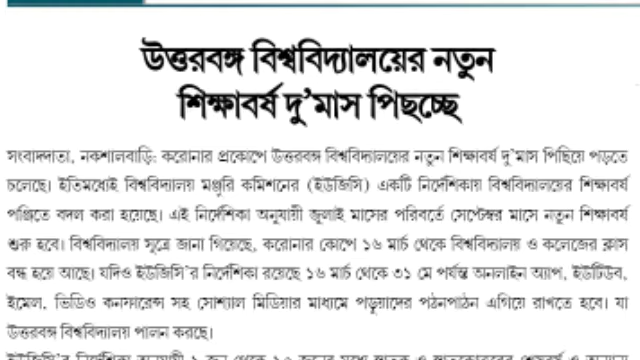 উত্তরবঙ্গ বিশ্ববিদ্যালয়ের নতুন
শিক্ষাবর্ষ দু’মাস পিছচ্ছে
সংবাদদাতা, নকশালবাড়ি: করোনার প্রকোপে উত্তরবঙ্গ বিশ্ববিদ্যালয়ের নতুন শিক্ষাবর্ষ দু’মাস পিছিয়ে পড়তে
চলেছে। ইতিমধ্যেই বিশ্ববিদ্যালয় মঞ্জুরি কমিশনের (ইউজিসি) একটি নির্দেশিকায় বিশ্ববিদ্যালয়ের শিক্ষাবর্ষ
পঞ্জিতে বদল করা হয়েছে। এই নির্দেশিকা অনুযায়ী জুলাই মাসের পরিবর্তে সেপ্টেম্বর মাসে নতুন শিক্ষাবর্ষ
শুরু হবে। বিশ্ববিদ্যালয় সূত্রে জানা গিয়েছে, করোনার কোপে ১৬ মার্চ থেকে বিশ্ববিদ্যালয় ও কলেজের ক্লাস
বন্ধ হয়ে আছে। যদিও ইউজিসি’র নির্দেশিকা রয়েছে ১৬ মার্চ থেকে ৩১ মে পর্যন্ত অনলাইন অ্যাপ, ইউটিউব,
ইমেল, ভিডিও কনফারেন্স সহ সোশ্যাল মিডিয়ার মাধ্যমে পড়ুয়াদের পঠনপাঠন এগিয়ে রাখতে হবে। যা
উত্তরবঙ্গ বিশ্ববিদ্যালয় পালন করছে।